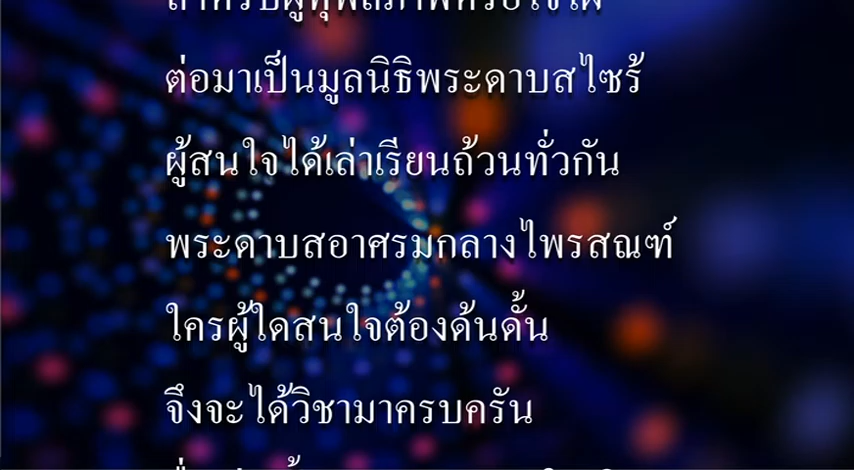 ต่อมาเป็นมูลนิธิพระดาบสไซร้
ผู้สนใจได้เล่าเรียนถ้วนทั่วกัน
พระดาบสอาศรมกลางไพรสณฑ์
ใครผู้ใดสนใจต้องด้นดั้น
จึงจะได้วิชามาครบครัน